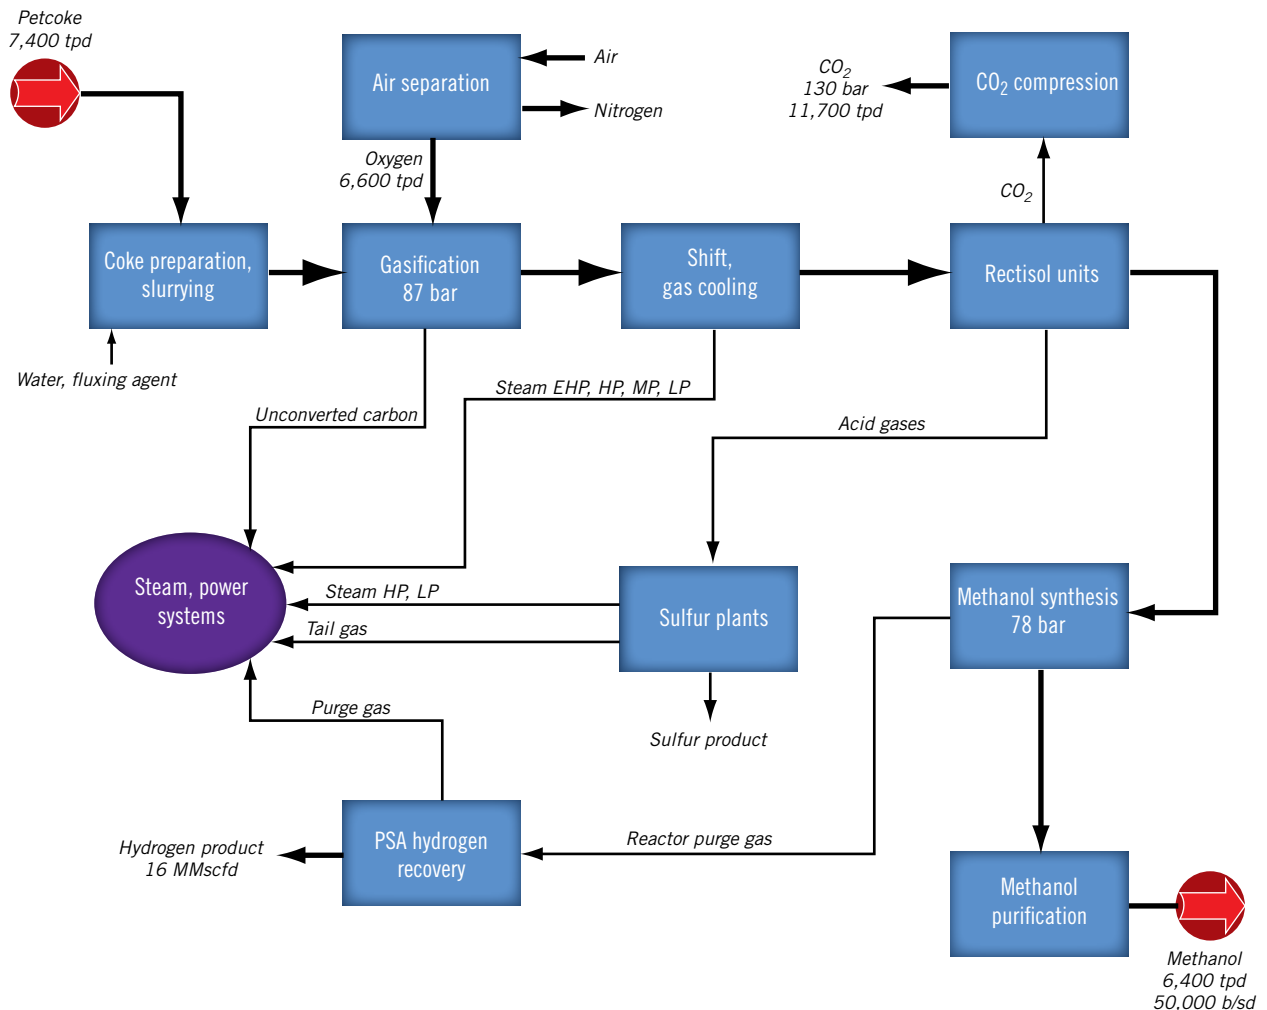 Petcoke
7,400 tpd
Air separation
Air
Nitrogen
Oxygen
6,600 tpd
CO2
130 bar
11,700 tpd
CO2 compression
CO2
Coke preparation,
slurrying
Gasification
87 bar
Shift,
gas cooling
Rectisol units
Water, fluxing agent
Steam EHP, HP, MP, LP
Unconverted carbon
Acid gases
Steam, power
systems
Steam HP, LP
Tail gas
Sulfur plants
Methanol synthesis
78 bar
Purge gas
Sulfur product
Hydrogen product
16 MMscfd
PSA hydrogen
recovery
Reactor purge gas
Methanol
purification
Methanol
6,400 tpd
50,000 b/sd